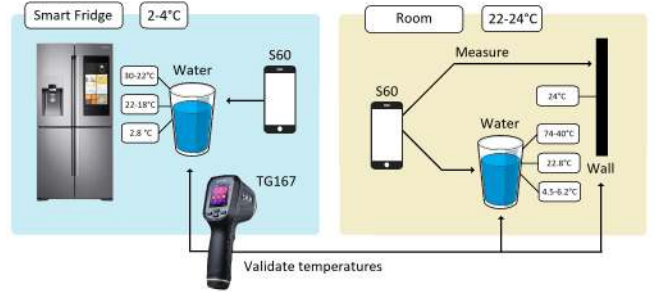 Smart Fridge
2-4°C
S60
Water
30-22°C
22-18°C
2.8 °C
TG167
Room
22-24°C
Measure
S60
24°C
Water
74-40°C
22.8°C
4.5-6.2°C
Wall
Validate temperatures